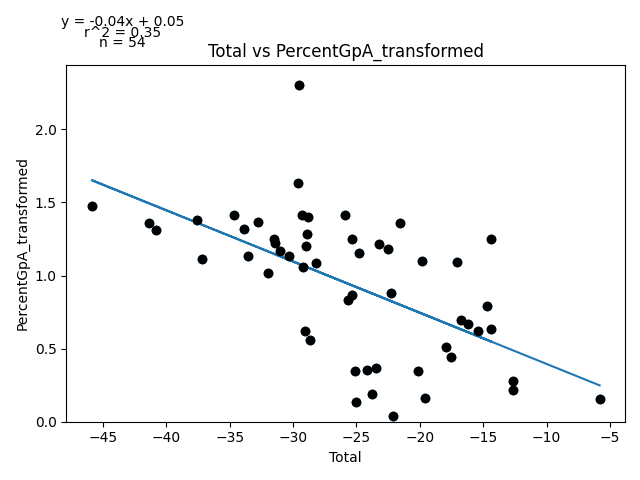 y = -0.04x + 0.05
r^2 = 0.35
n = 54
Total vs PercentGpA_transformed
PercentGpA_transformed
2.0
1.5
1.0
0.5
0.0
−45 −40 −35 −30 −25 −20 −15 −10 −5
Total